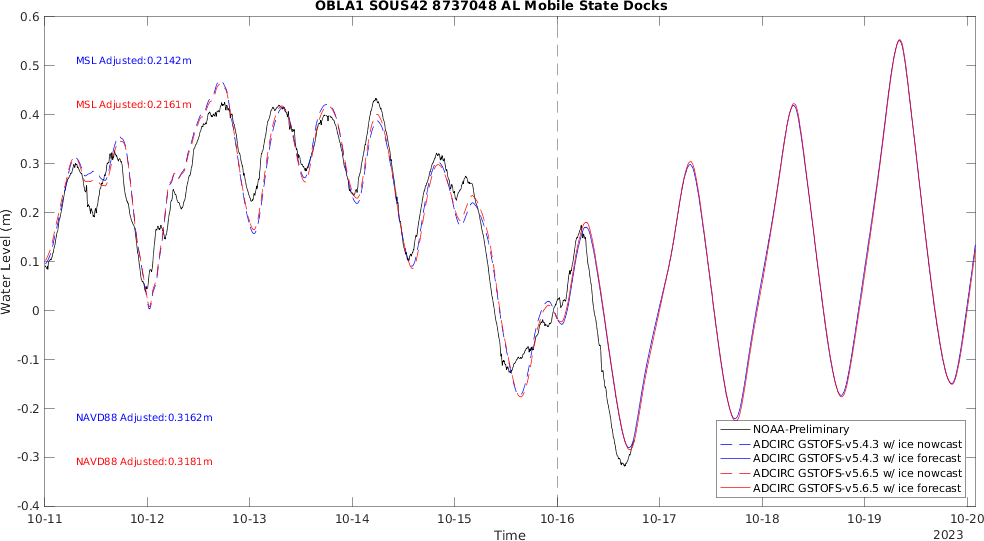 OBLA1 SOUS42 8737048 AL Mobile State Docks
0.6
0.5
0.4
0.3
0.2
0.1
0
-0.1
-0.2
-0.3
-0.4
Water Level (m)
MSL Adjusted:0.2142m
MSL Adjusted:0.2161m
NAVD88 Adjusted:0.3162m
NAVD88 Adjusted:0.3181m
NOAA-Preliminary
ADCIRC GSTOFS-v5.4.3 w/ ice nowcast
ADCIRC GSTOFS-v5.4.3 w/ ice forecast
ADCIRC GSTOFS-v5.6.5 w/ ice nowcast
ADCIRC GSTOFS-v5.6.5 w/ ice forecast
10-11 10-12 10-13 10-14 10-15 10-16 10-17 10-18 10-19 10-20
Time
2023